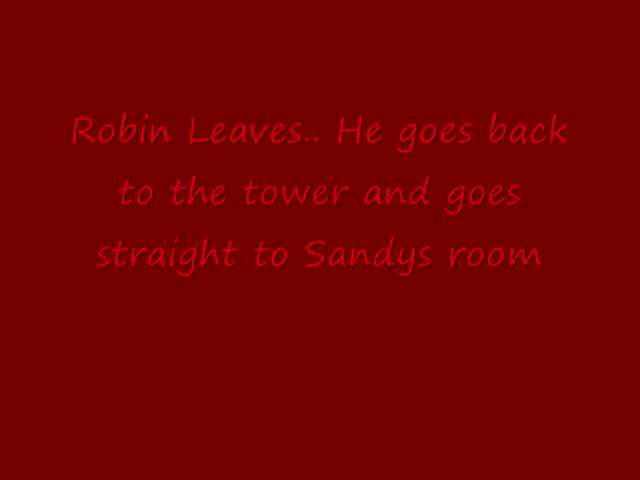 Robin Leaves.. He goes back
to the tower and goes
straight to Sandys room